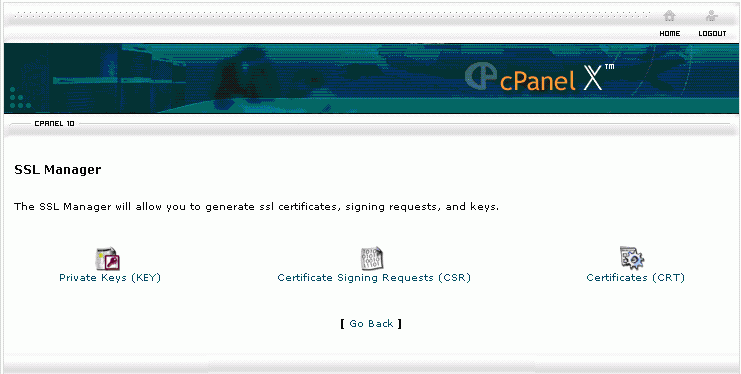 HOME LOGOUT
cPanel X™
CPANEL 10
SSL Manager
The SSL Manager will allow you to generate ssl certificates, signing requests, and keys.
Private Keys (KEY) Certificate Signing Requests (CSR) Certificates (CRT)
[ Go Back ]